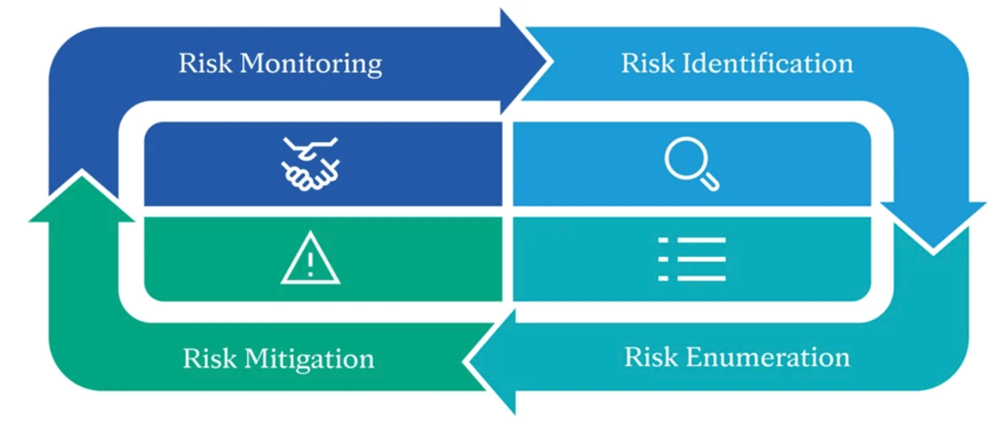 Risk Monitoring
Risk Identification
Risk Mitigation
Risk Enumeration